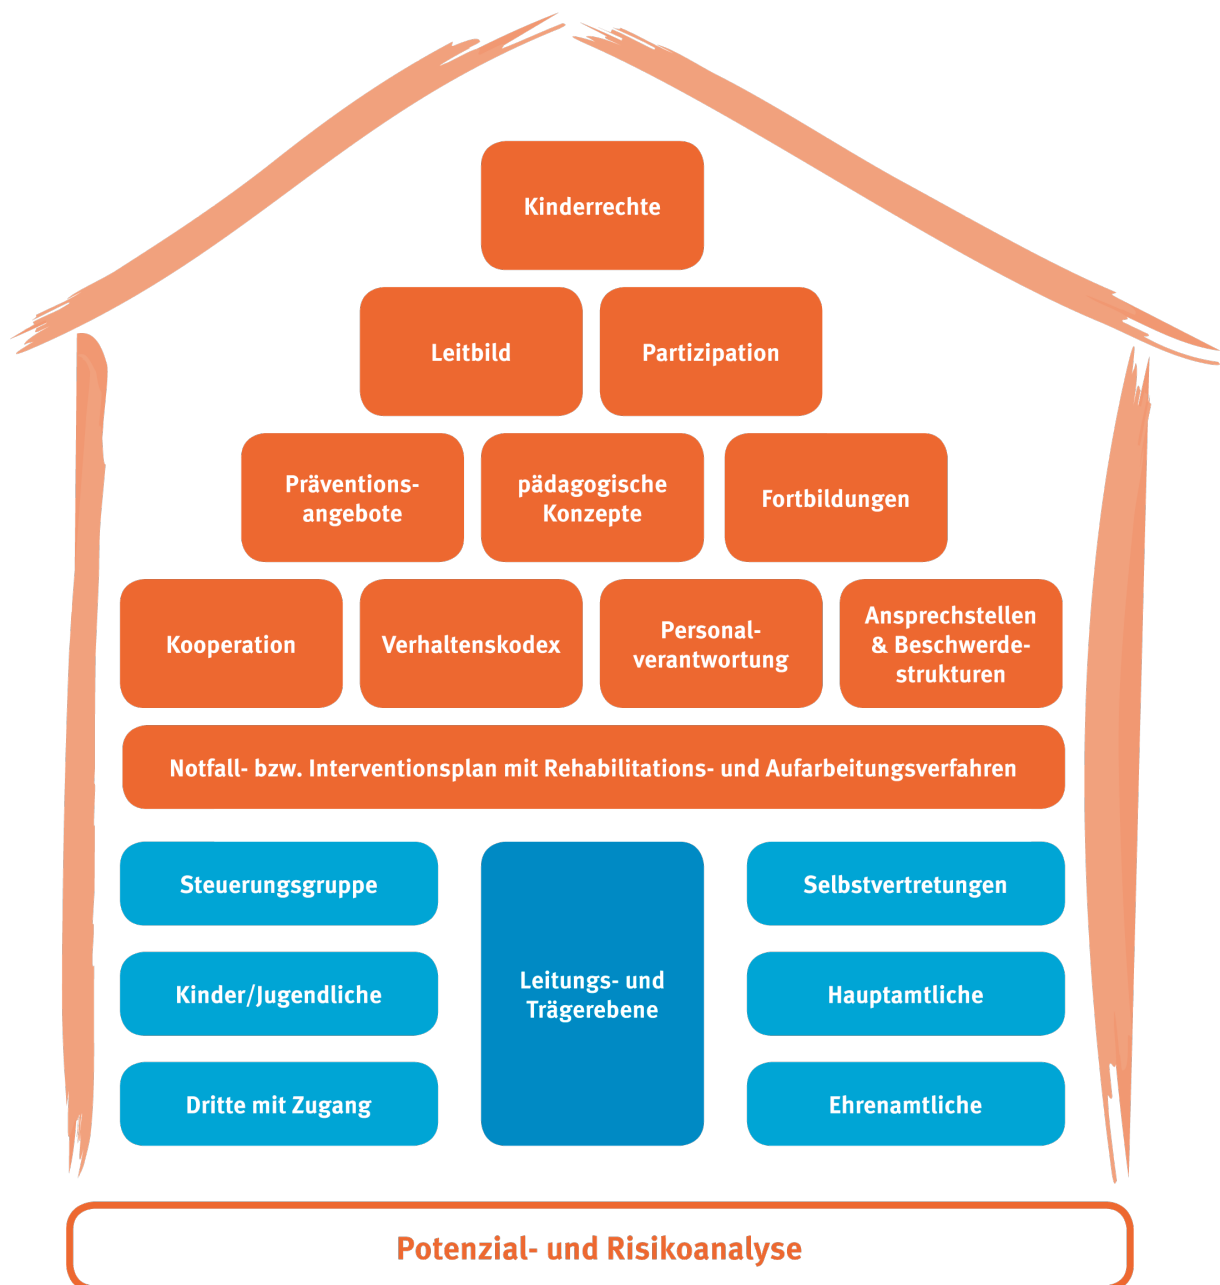 Kinderrechte
Leitbild
Partizipation
Präventions-
angebote
pädagogische
Konzepte
Fortbildungen
Kooperation
Verhaltenskodex
Personal-
verantwortung
Ansprechstellen
& Beschwerde-
strukturen
Notfall- bzw. Interventionsplan mit Rehabilitations- und Aufarbeitungsverfahren
Steuerungsgruppe
Kinder/Jugendliche
Dritte mit Zugang
Leitungs- und
Trägerebene
Selbstvertretungen
Hauptamtliche
Ehrenamtliche
Potenzial- und Risikoanalyse